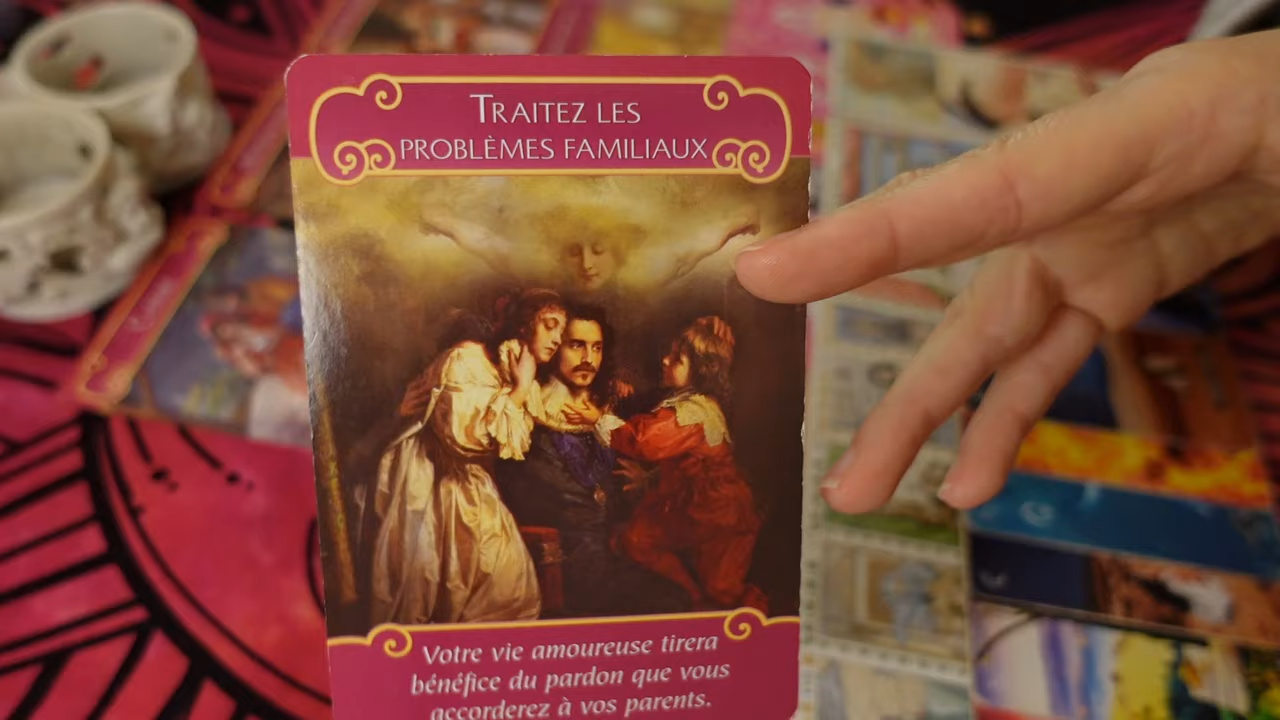 TRAITEZ LES
PROBLÈMES FAMILIAUX
Votre vie amoureuse tirera
bénéfice du pardon que vous
accorderez à vos parents.